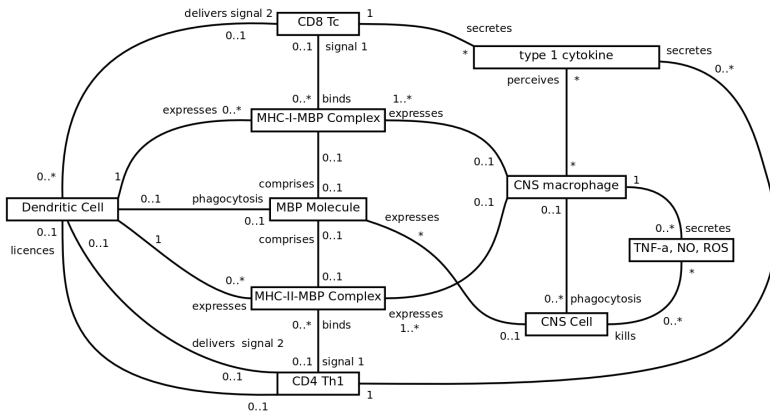 delivers signal 2
0..1
CD8 Tc
1
secretes
*
0..1
signal 1
type 1 cytokine
secretes
0..*
perceives
*
0..*
binds
1..*
expresses
0..*
MHC-I-MBP Complex
expresses
0..1
0..1
comprises
0..1
*
0..*
1
CNS macrophage
1
0..1
phagocytosis
0..1
0..1
Dendritic Cell
MBP Molecule
expresses
*
0..1
0..*
secretes
0..1
licences
0..1
1
comprises
0..1
TNF-a, NO, ROS
*
0..*
0..1
MHC-II-MBP Complex
expresses
expresses
1..*
0..*
phagocytosis
0..*
binds
CNS Cell
0..*
0..1
kills
delivers signal 2
0..1
signal 1
0..1
CD4 Th1
1
0..1